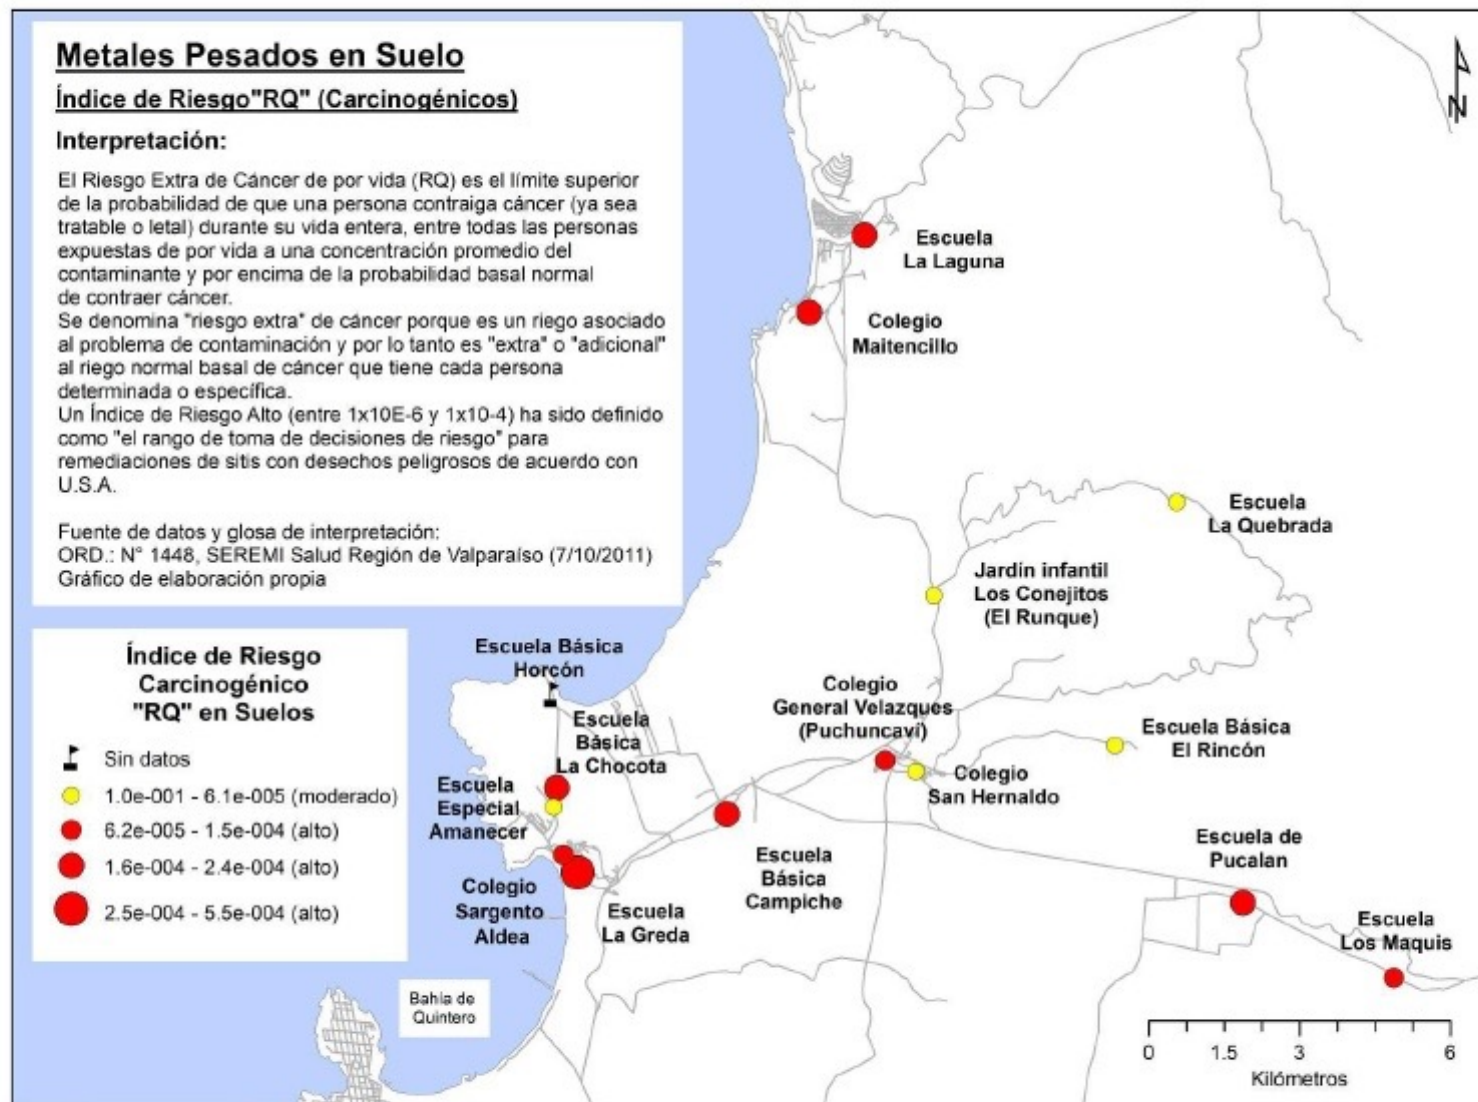 Metales Pesados en Suelo
Índice de Riesgo"RQ" (Carcinogénicos)
Interpretación:
El Riesgo Extra de Cáncer de por vida (RQ) es el límite superior
de la probabilidad de que una persona contraiga cáncer (ya sea
tratable o letal) durante su vida entera, entre todas las personas
expuestas de por vida a una concentración promedio del
contaminante y por encima de la probabilidad basal normal
de contraer cáncer.
Se denomina "riesgo extra" de cáncer porque es un riego asociado
al problema de contaminación y por lo tanto es "extra" o "adicional"
al riego normal basal de cáncer que tiene cada persona
determinada o específica.
Un Índice de Riesgo Alto (entre 1x10E-6 y 1x10-4) ha sido definido
como "el rango de toma de decisiones de riesgo" para
remediaciones de sitis con desechos peligrosos de acuerdo con
U.S.A.
Fuente de datos y glosa de interpretación:
ORD.: N° 1448, SEREMI Salud Región de Valparaíso (7/10/2011)
Gráfico de elaboración propia
Índice de Riesgo
Carcinogénico
"RQ" en Suelos
Sin datos
1.0e-001 - 6.1e-005 (moderado)
6.2e-005 - 1.5e-004 (alto)
1.6e-004 - 2.4e-004 (alto)
2.5e-004 - 5.5e-004 (alto)
N
Escuela
La Laguna
Colegio
Maitencillo
Escuela
La Quebrada
Jardín infantil
Los Conejitos
(El Runque)
Escuela Básica
Horcón
Escuela
Básica
La Chocota
Colegio
General Velazques
(Puchuncaví)
Escuela Básica
El Rincón
Colegio
San Hernaldo
Escuela
Especial
Amanecer
Escuela
Básica
Campiche
Escuela de
Pucalan
Colegio
Sargento
Aldea
Escuela
La Greda
Escuela
Los Maquis
Bahía de
Quintero
0 1.5 3 6
Kilómetros